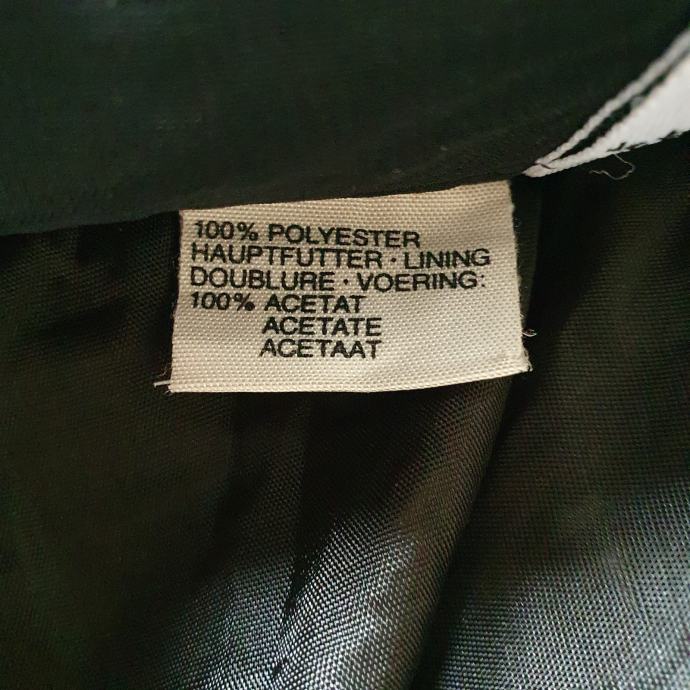 100% POLYESTER
HAUPTFUTTER · LINING
DOUBLURE · VOERING:
100% ACETAT
ACETATE
ACETAAT